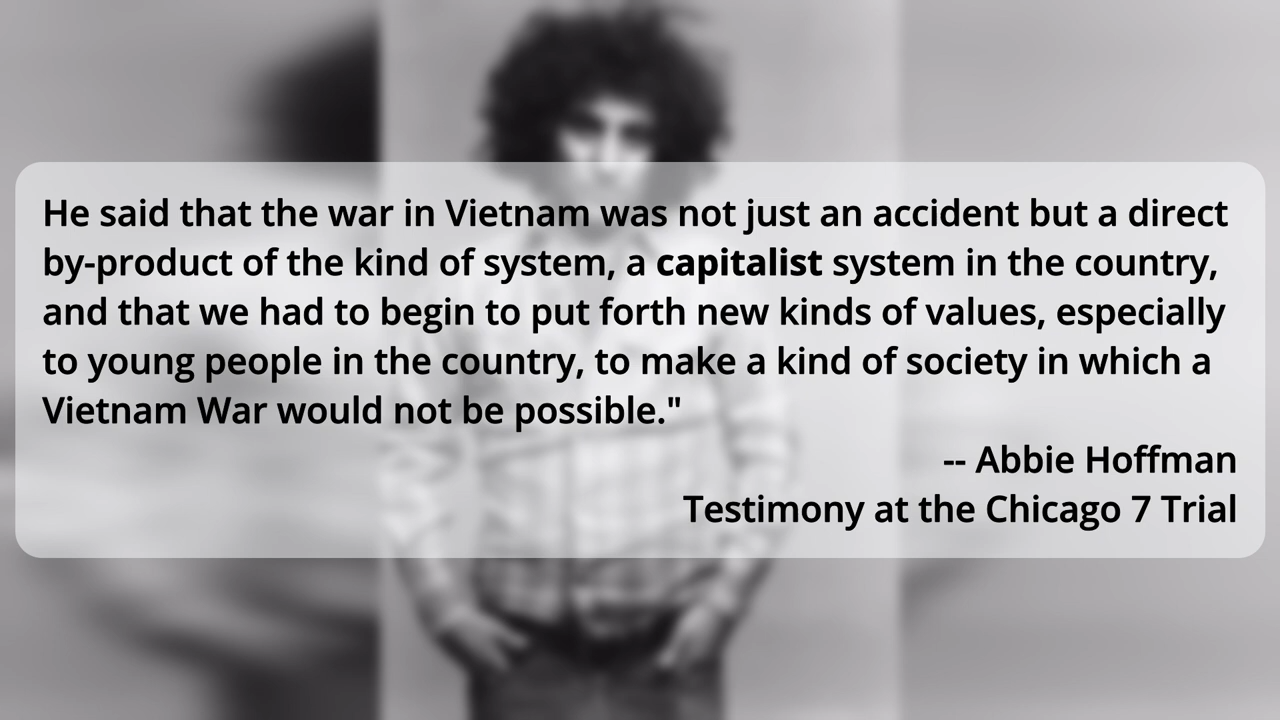 He said that the war in Vietnam was not just an accident but a direct
by-product of the kind of system, a capitalist system in the country,
and that we had to begin to put forth new kinds of values, especially
to young people in the country, to make a kind of society in which a
Vietnam War would not be possible."
-- Abbie Hoffman
Testimony at the Chicago 7 Trial